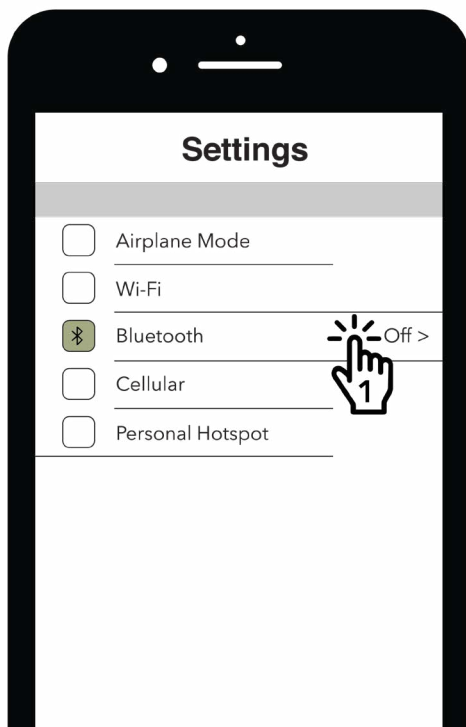 Settings
Airplane Mode
Wi-Fi
Bluetooth Off >
Cellular
1
Personal Hotspot